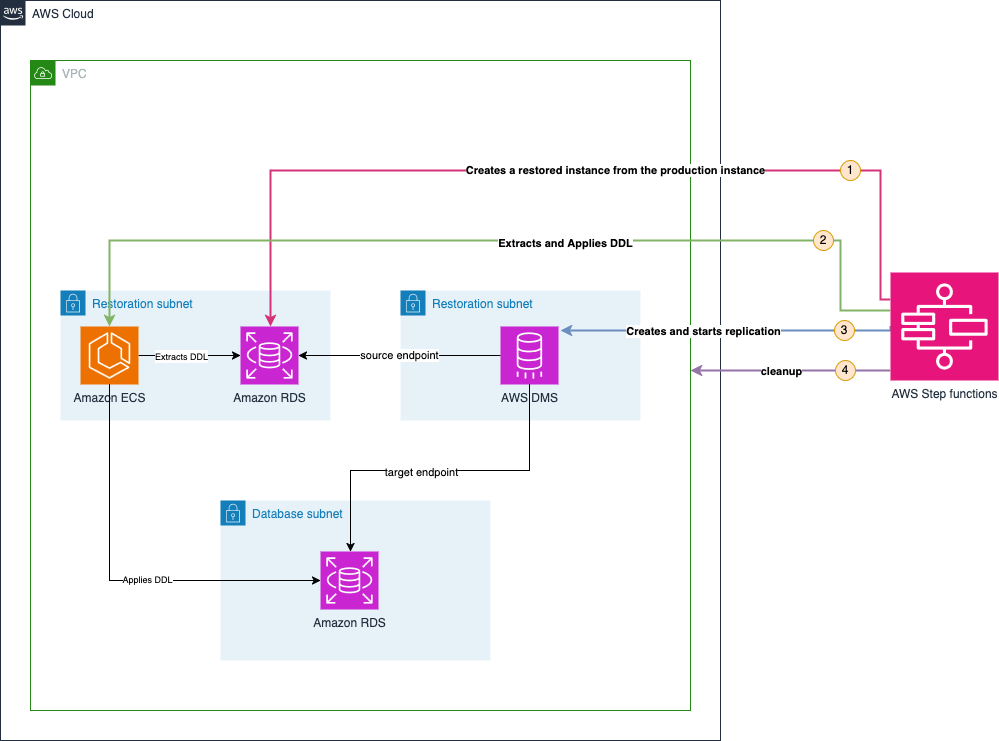 aws
AWS Cloud
VPC
Creates a restored instance from the production instance
1
Extracts and Applies DDL
2
Restoration subnet
Restoration subnet
Creates and starts replication
3
Extracts DDL
source endpoint
cleanup
4
Amazon ECS
Amazon RDS
AWS DMS
AWS Step functions
target endpoint
Database subnet
Applies DDL
Amazon RDS